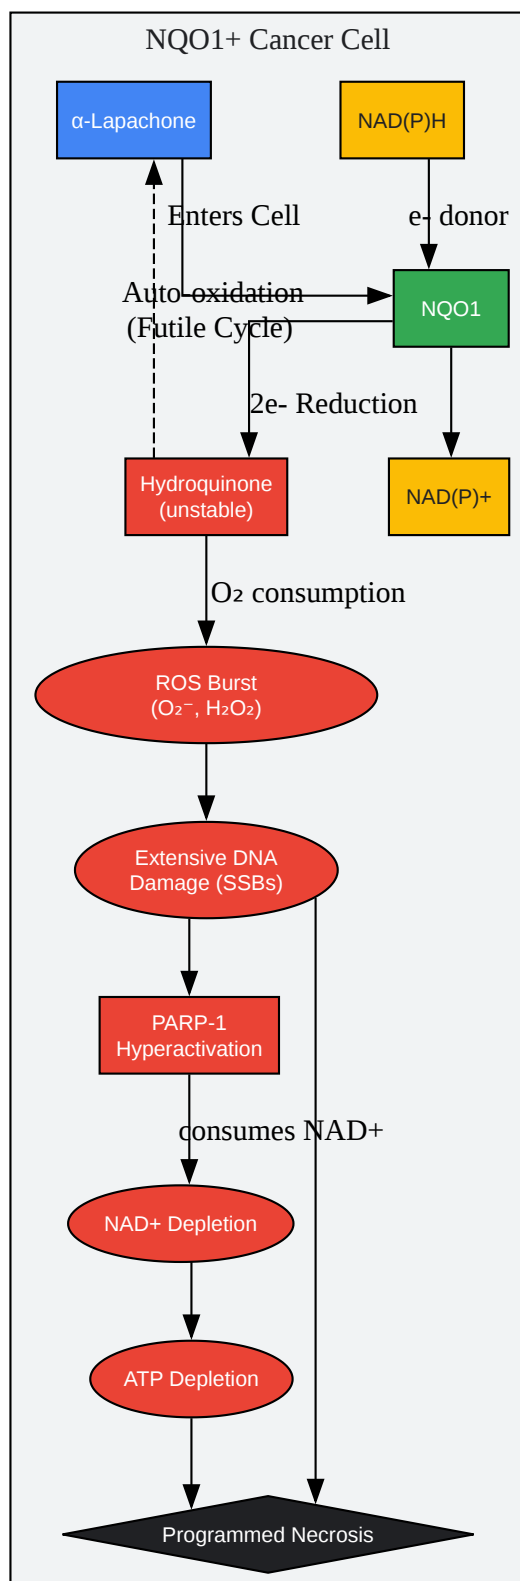 NQO1+ Cancer Cell
α-Lapachone
NAD(P)H
Enters Cell
e- donor
Auto-oxidation
(Futile Cycle)
NQO1
2e- Reduction
Hydroquinone
(unstable)
NAD(P)+
O₂ consumption
ROS Burst
(O₂⁻, H₂O₂)
Extensive DNA
Damage (SSBs)
PARP-1
Hyperactivation
consumes NAD+
NAD+ Depletion
ATP Depletion
Programmed Necrosis